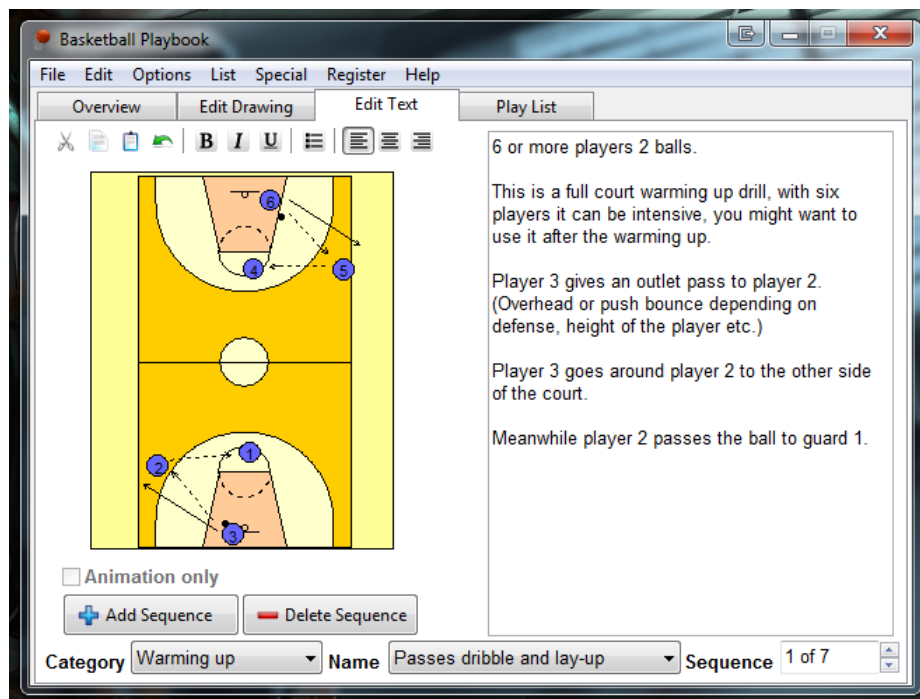 Basketball Playbook
File Edit Options List Special Register Help
Overview Edit Drawing Edit Text Play List
B I U
6 or more players 2 balls.
This is a full court warming up drill, with six
players it can be intensive, you might want to
use it after the warming up.
Player 3 gives an outlet pass to player 2.
(Overhead or push bounce depending on
defense, height of the player etc.)
Player 3 goes around player 2 to the other side
of the court.
Meanwhile player 2 passes the ball to guard 1.
6
4 5
1
2
3
Animation only
Add Sequence Delete Sequence
Category Warming up Name Passes dribble and lay-up Sequence 1 of 7